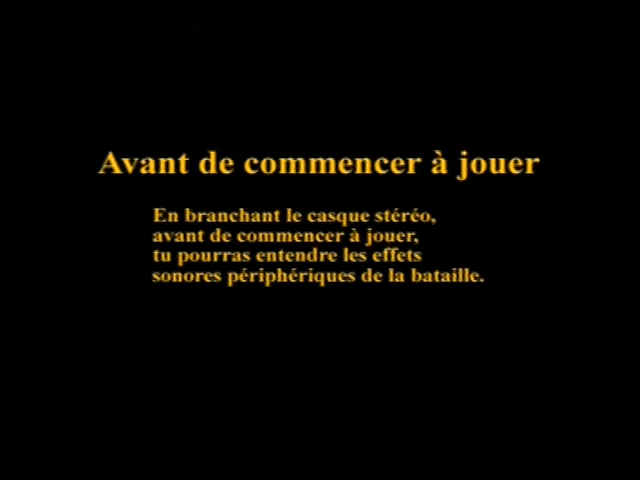 Avant de commencer à jouer
En branchant le casque stéréo,
avant de commencer à jouer,
tu pourras entendre les effets
sonores périphériques de la bataille.